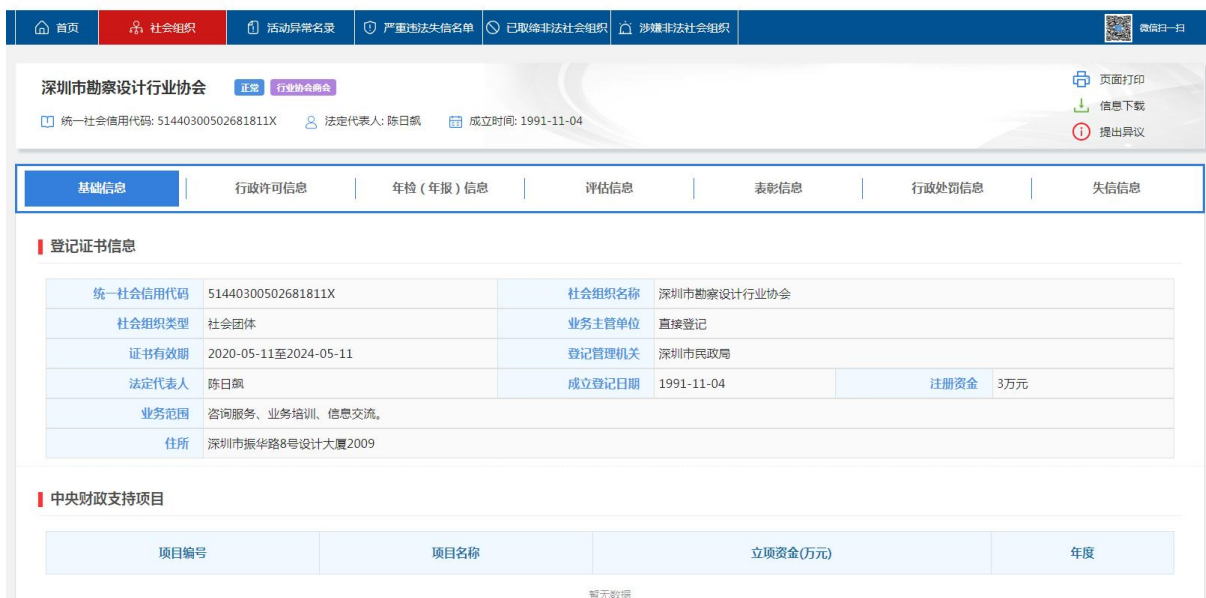 首页 社会组织 活动异常名录 严重违法失信名单 已取缔非法社会组织 涉嫌非法社会组织 微信扫一扫
深圳市勘察设计行业协会 正常 行业协会商会
页面打印
信息下载
统一社会信用代码: 51440300502681811X 法定代表人: 陈日飙 成立时间: 1991-11-04
提出异议
基础信息 行政许可信息 年检（年报）信息 评估信息 表彰信息 行政处罚信息 失信信息
登记证书信息
统一社会信用代码 51440300502681811X 社会组织名称 深圳市勘察设计行业协会
社会组织类型 社会团体 业务主管单位 直接登记
证书有效期 2020-05-11至2024-05-11 登记管理机关 深圳市民政局
法定代表人 陈日飙 成立登记日期 1991-11-04 注册资金 3万元
业务范围 咨询服务、业务培训、信息交流。
住所 深圳市振华路8号设计大厦2009
中央财政支持项目
项目编号 项目名称 立项资金(万元) 年度
暂无数据